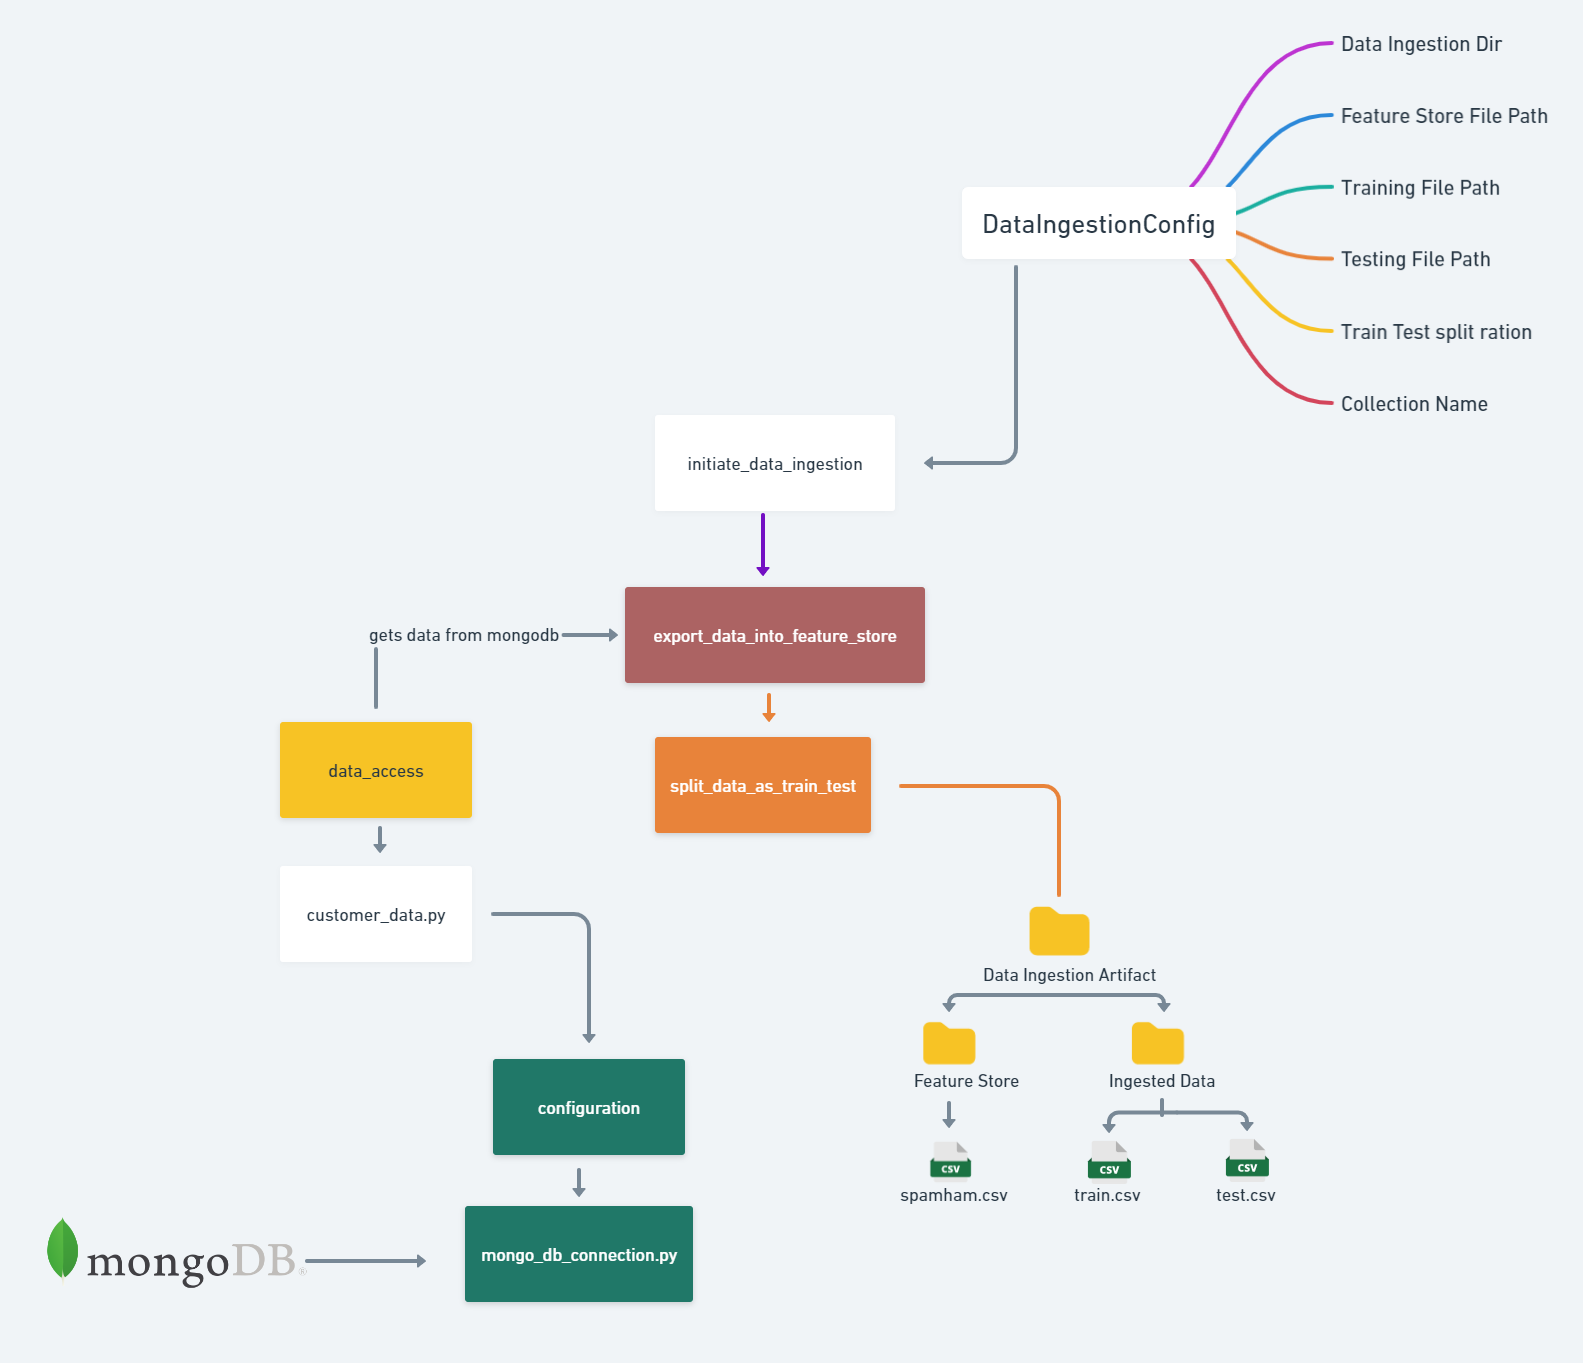 Data Ingestion Dir
Feature Store File Path
Training File Path
DataIngestionConfig
Testing File Path
Train Test split ration
Collection Name
initiate_data_ingestion
gets data from mongodb
export_data_into_feature_store
data_access
split_data_as_train_test
customer_data.py
Data Ingestion Artifact
Feature Store
Ingested Data
configuration
CSV
CSV
CSV
spamham.csv
train.csv
test.csv
mongoDB®
mongo_db_connection.py